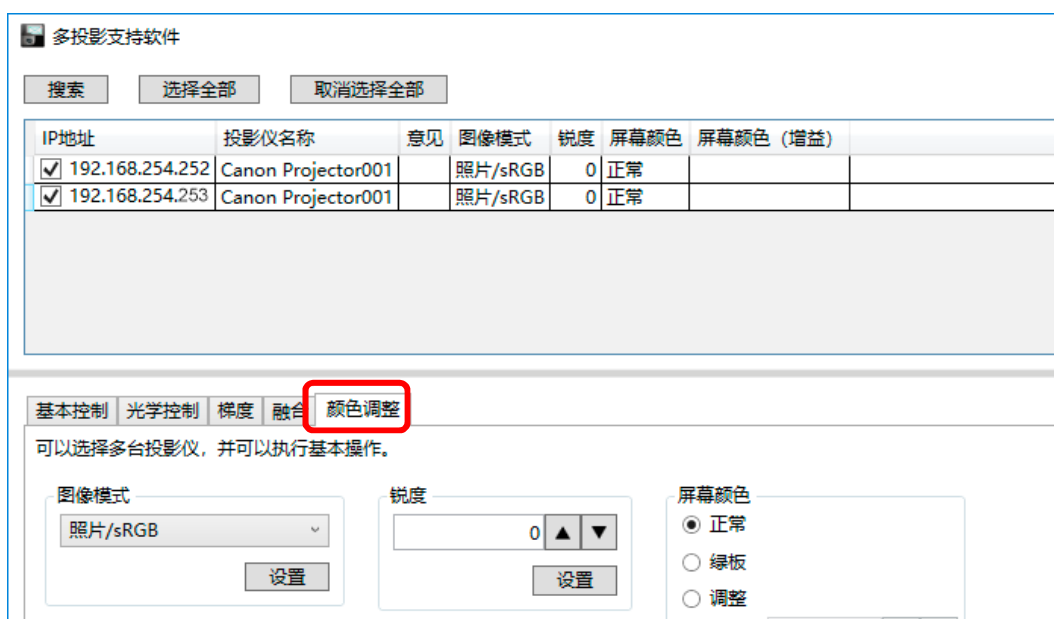 多投影支持软件
搜索 选择全部 取消选择全部
IP地址 投影仪名称 意见 图像模式 锐度 屏幕颜色 屏幕颜色（增益）
192.168.254.252 Canon Projector001 照片/sRGB 0 正常
192.168.254.253 Canon Projector001 照片/sRGB 0 正常
基本控制 光学控制 梯度 融合 颜色调整
可以选择多台投影仪，并可以执行基本操作。
图像模式 锐度 屏幕颜色
照片/sRGB 0 正常
绿板
设置 设置
调整